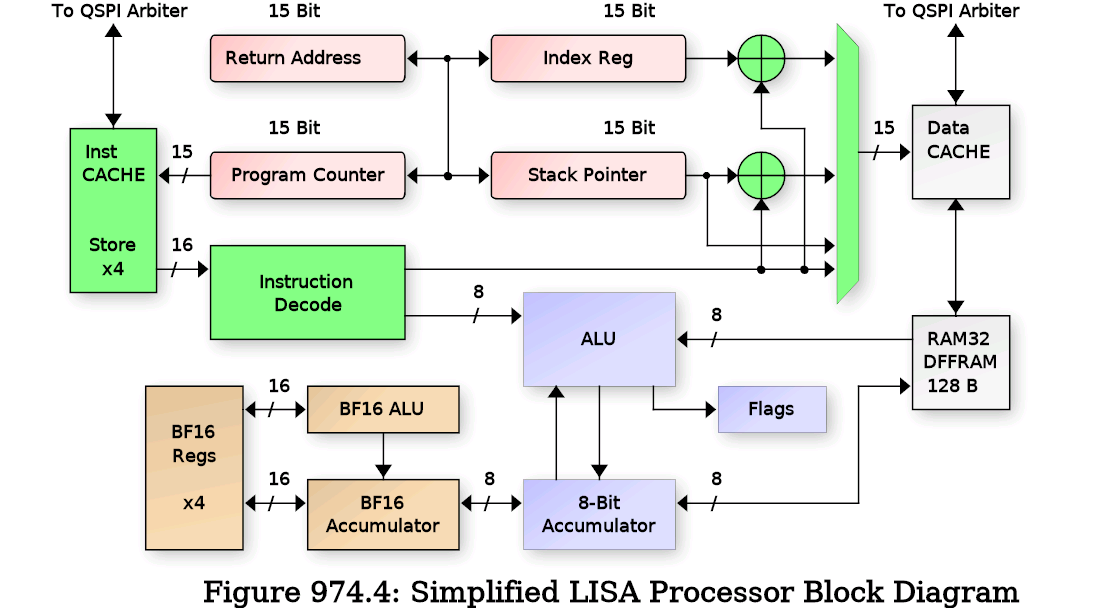 To QSPI Arbiter
15 Bit
15 Bit
To QSPI Arbiter
Return Address
Index Reg
15 Bit
15 Bit
Inst
CACHE
15
Program Counter
Stack Pointer
15
Data
CACHE
Store
x4
16
Instruction
Decode
8
ALU
8
RAM32
DFFRAM
128 B
BF16
Regs
x4
16
BF16 ALU
Flags
16
BF16
Accumulator
8
8-Bit
Accumulator
8
Figure 974.4: Simplified LISA Processor Block Diagram